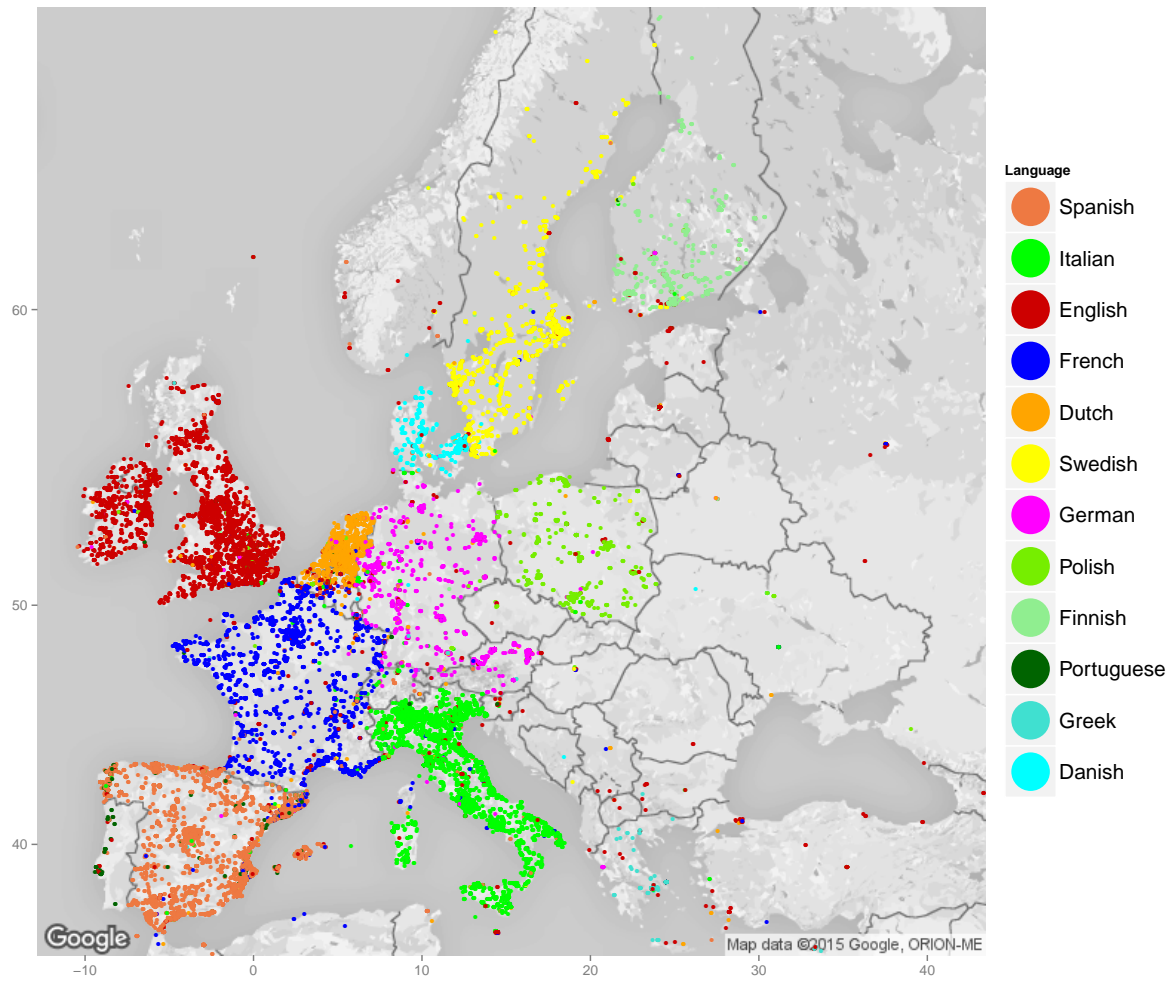 Language
Spanish
Italian
English
French
Dutch
Swedish
German
Polish
Finnish
Portuguese
Greek
Danish
60
50
40
Google
Map data ©2015 Google, ORION-ME
−10
0
10
20
30
40